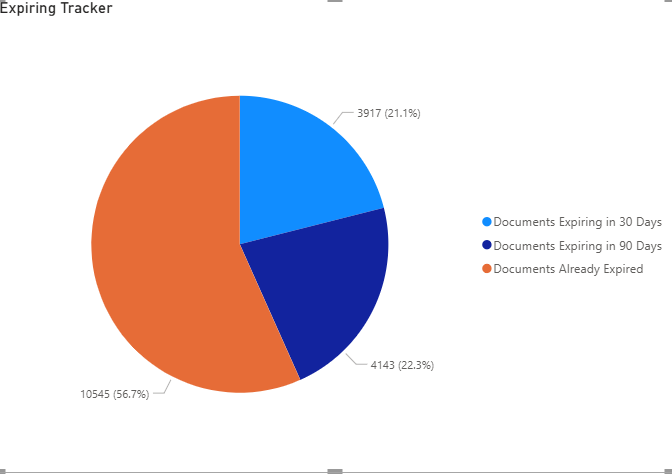 Expiring Tracker
3917 (21.1%)
Documents Expiring in 30 Days
Documents Expiring in 90 Days
Documents Already Expired
4143 (22.3%)
10545 (56.7%)